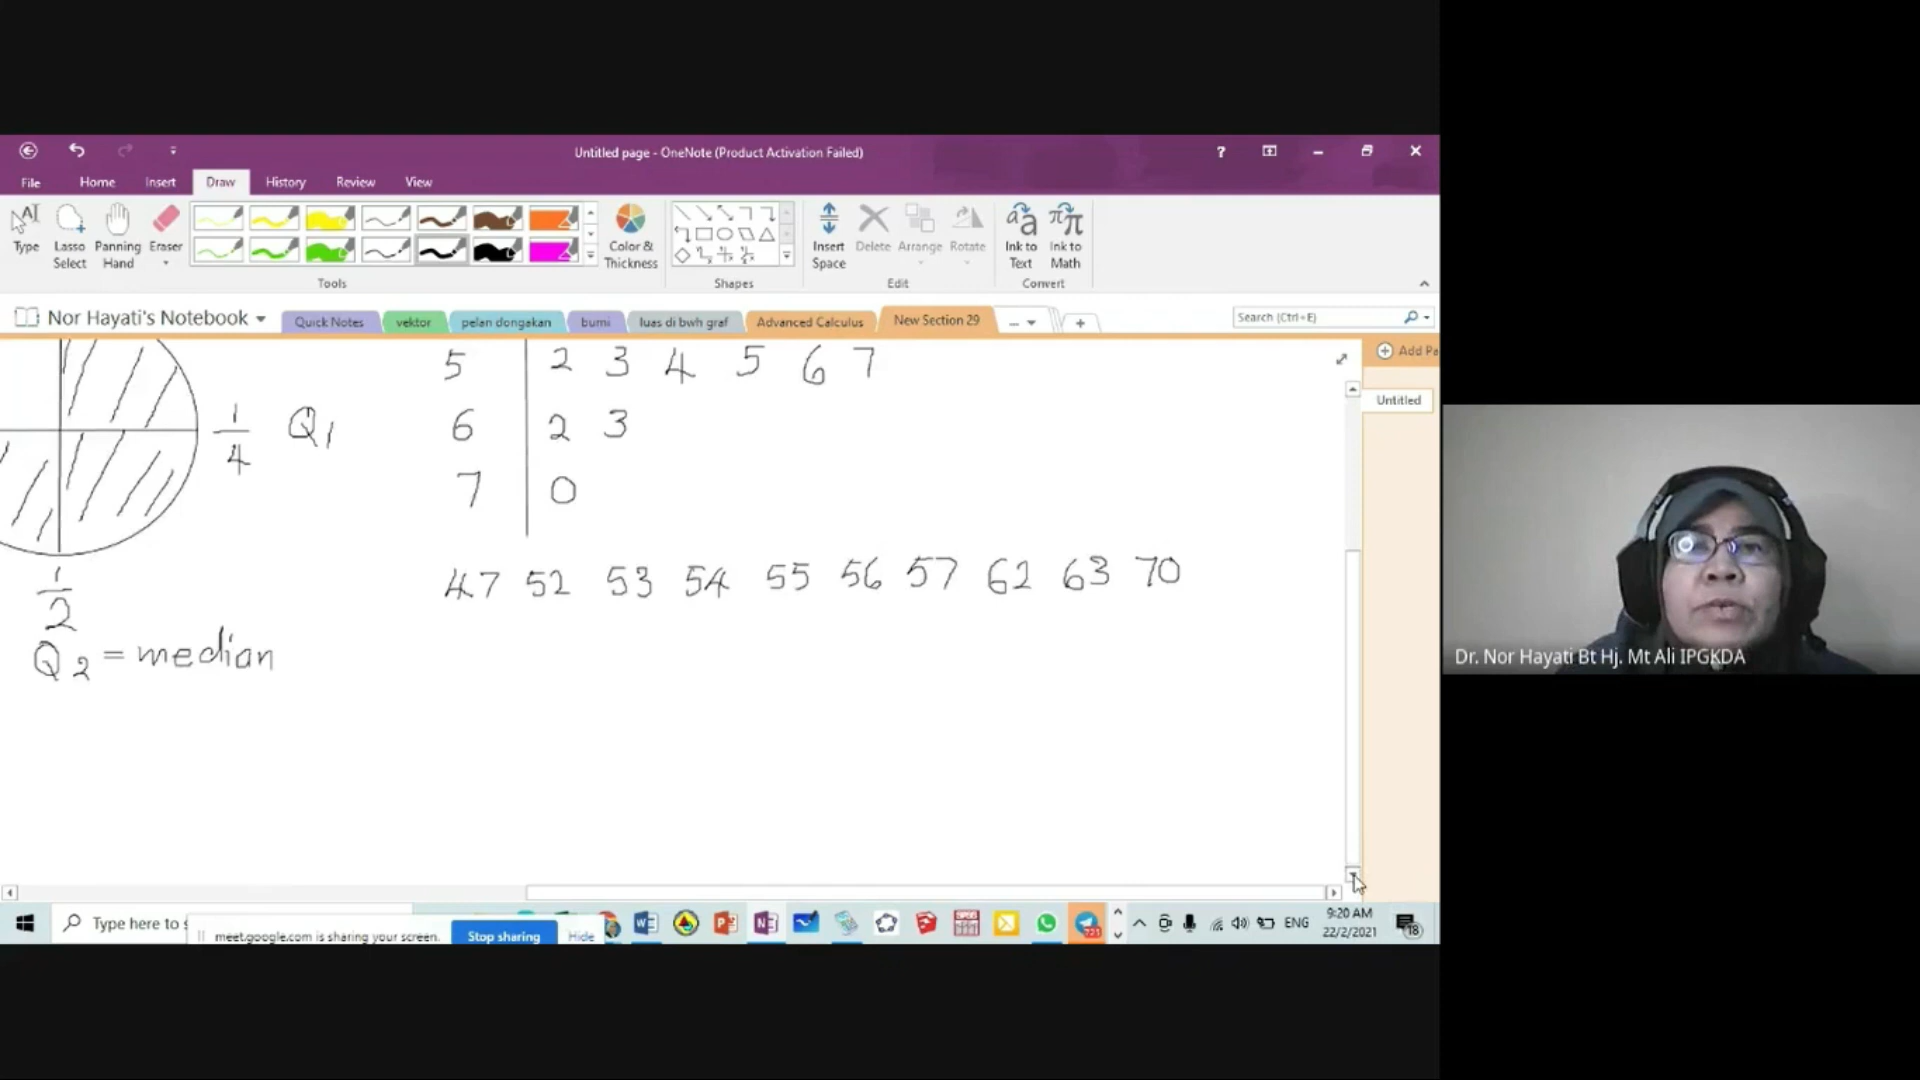 Untitled page - OneNote (Product Activation Failed)
?
File Home Insert Draw History Review View
Type
Lasso Select
Panning Hand
Eraser
Color & Thickness
Insert Space
Delete
Arrange
Rotate
Ink to Text
Ink to Math
Tools
Shapes
Edit
Convert
Nor Hayati's Notebook
Quick Notes
vektor
pelan dongakan
bumi
luas di bwh graf
Advanced Calculus
New Section 29
Search (Ctrl+E)
Add Pa
Untitled
5 | 2 3 4 5 6 7
6 | 2 3
7 | 0
1/4 Q1
47 52 53 54 55 56 57 62 63 70
1/2
Q2 = median
Dr. Nor Hayati Bt Hj. Mt Ali IPGKDA
Type here to s
meet.google.com is sharing your screen.
Stop sharing
Hide
ENG
9:20 AM
22/2/2021
18